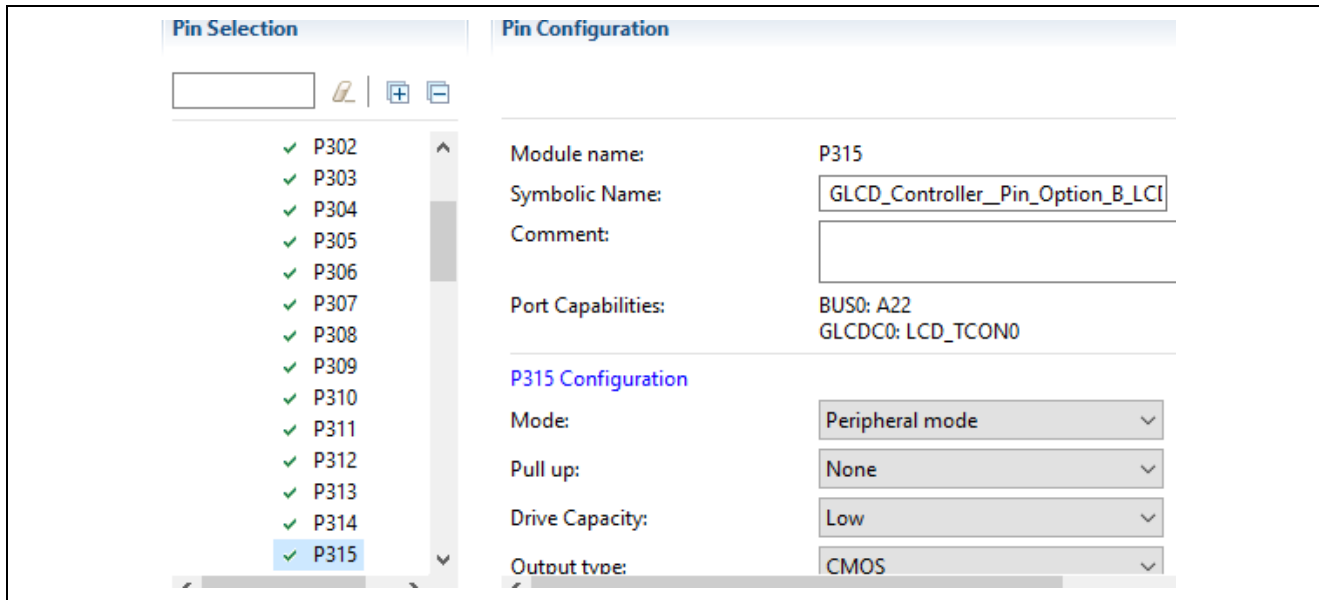 Pin Selection
P302
P303
P304
P305
P306
P307
P308
P309
P310
P311
P312
P313
P314
P315
Pin Configuration
Module name: P315
Symbolic Name: GLCD_Controller__Pin_Option_B_LCD
Comment:
Port Capabilities: BUS0: A22
GLCDC0: LCD_TCON0
P315 Configuration
Mode: Peripheral mode
Pull up: None
Drive Capacity: Low
Output type: CMOS